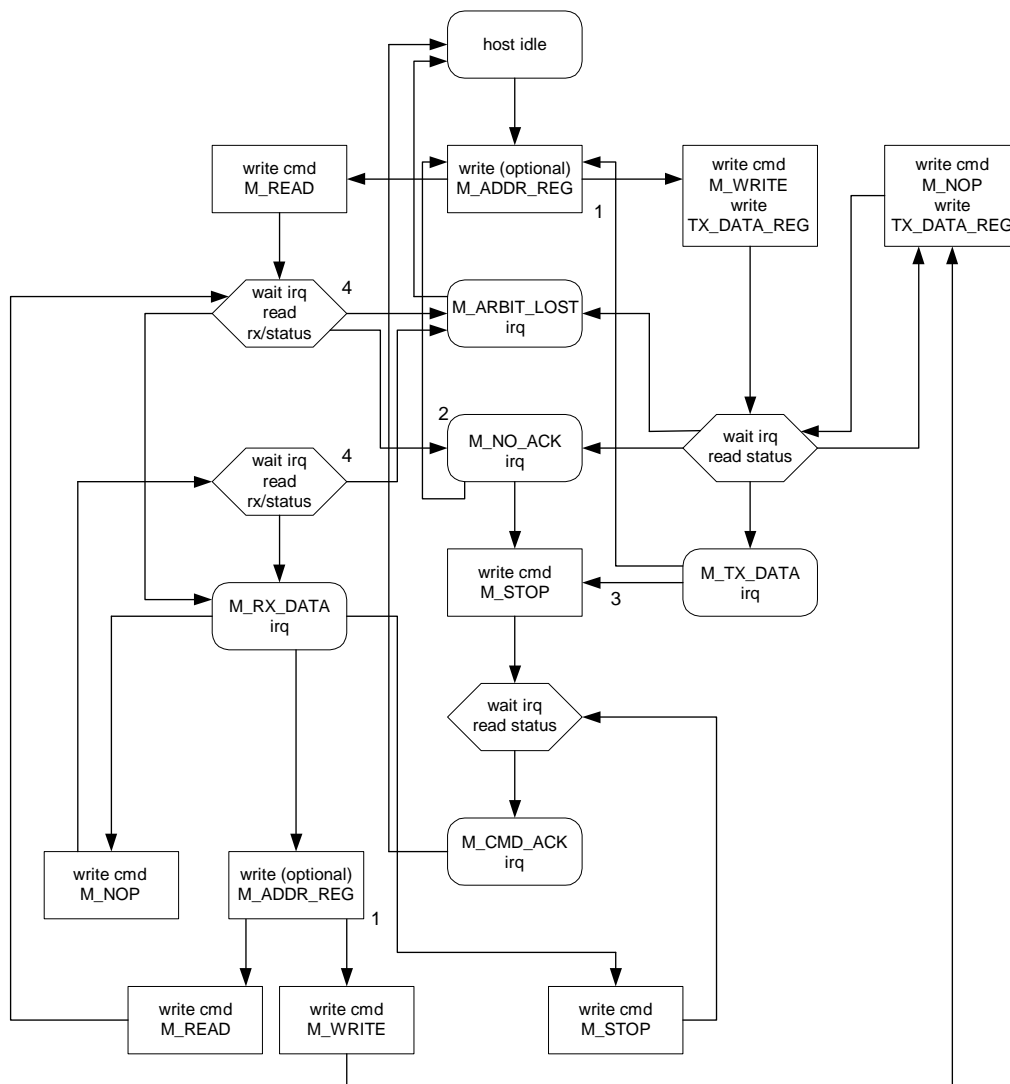 host idle
write cmd
M_READ
write (optional)
M_ADDR_REG
1
write cmd
M_WRITE
write
TX_DATA_REG
write cmd
M_NOP
write
TX_DATA_REG
wait irq
read
rx/status
4
M_ARBIT_LOST
irq
2
M_NO_ACK
irq
wait irq
read status
wait irq
read
rx/status
4
write cmd
M_STOP
3
M_TX_DATA
irq
M_RX_DATA
irq
wait irq
read status
M_CMD_ACK
irq
write cmd
M_NOP
write (optional)
M_ADDR_REG
1
write cmd
M_READ
write cmd
M_WRITE
write cmd
M_STOP